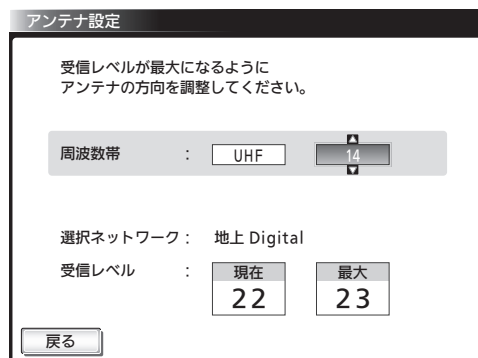 アンテナ設定
受信レベルが最大になるように
アンテナの方向を調整してください。
周波数帯 : UHF 14
選択ネットワーク : 地上 Digital
受信レベル : 現在 最大
22 23
戻る